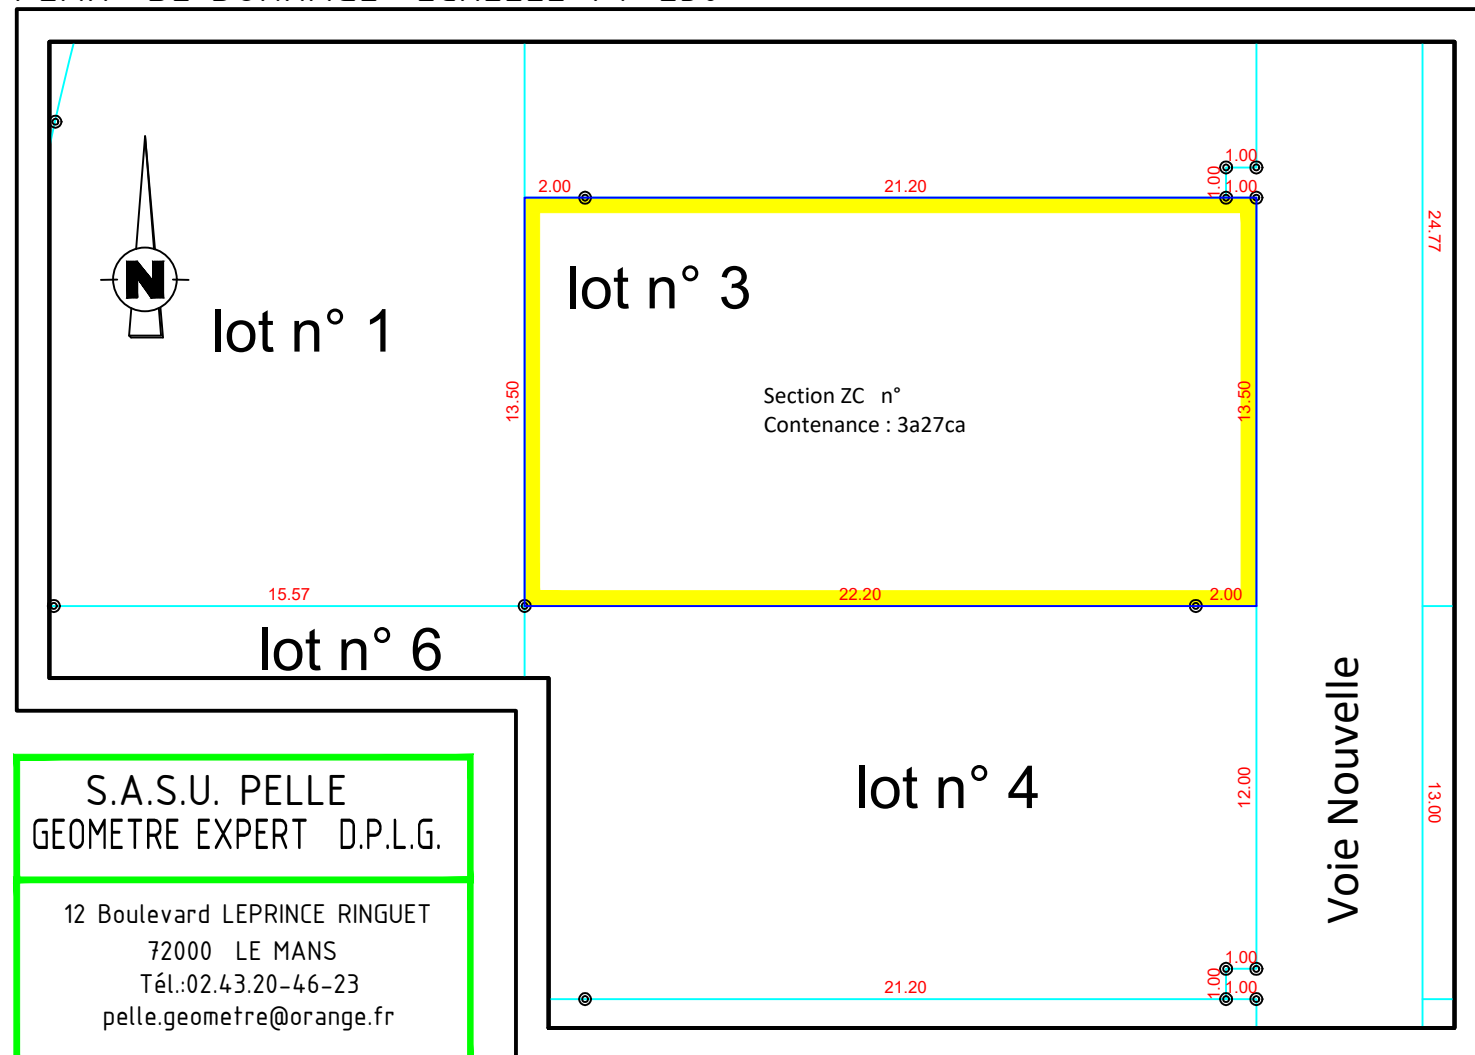 1.00
2.00
21.20
1.00
1.00
24.77
lot n° 3
N
lot n° 1
13.50
Section ZC n°
Contenance : 3a27ca
13.50
15.57
22.20
2.00
lot n° 6
Voie Nouvelle
lot n° 4
12.00
13.00
S.A.S.U. PELLE
GEOMETRE EXPERT D.P.L.G.
12 Boulevard LEPRINCE RINGUET
72000 LE MANS
Tél.:02.43.20-46-23
pelle.geometre@orange.fr
1.00
21.20
1.00
1.00